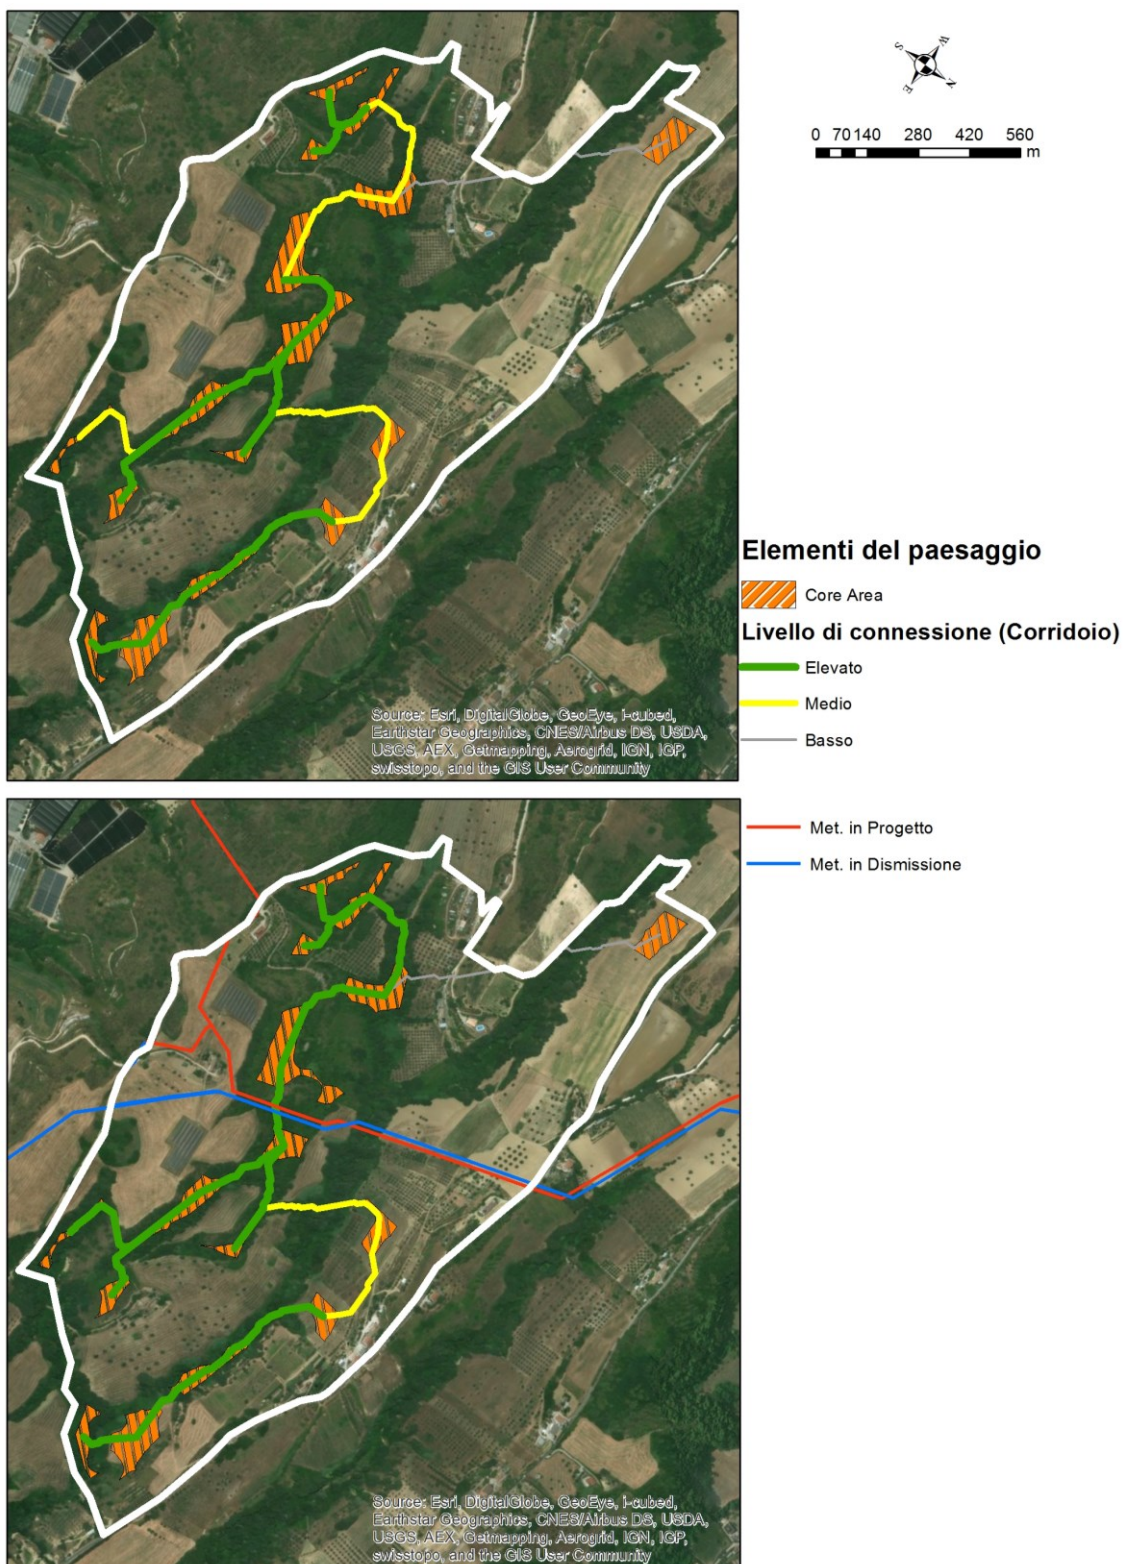 W
S
N
E
0 70 140 280 420 560
m
Elementi del paesaggio
Core Area
Livello di connessione (Corridoio)
Elevato
Medio
Basso
Source: Esri, DigitalGlobe, GeoEye, i-cubed,
Earthstar Geographics, CNES/Airbus DS, USDA,
USGS, AEX, Getmapping, Aerogrid, IGN, IGP,
swisstopo, and the GIS User Community
Met. in Progetto
Met. in Dismissione
Source: Esri, DigitalGlobe, GeoEye, i-cubed,
Earthstar Geographics, CNES/Airbus DS, USDA,
USGS, AEX, Getmapping, Aerogrid, IGN, IGP,
swisstopo, and the GIS User Community